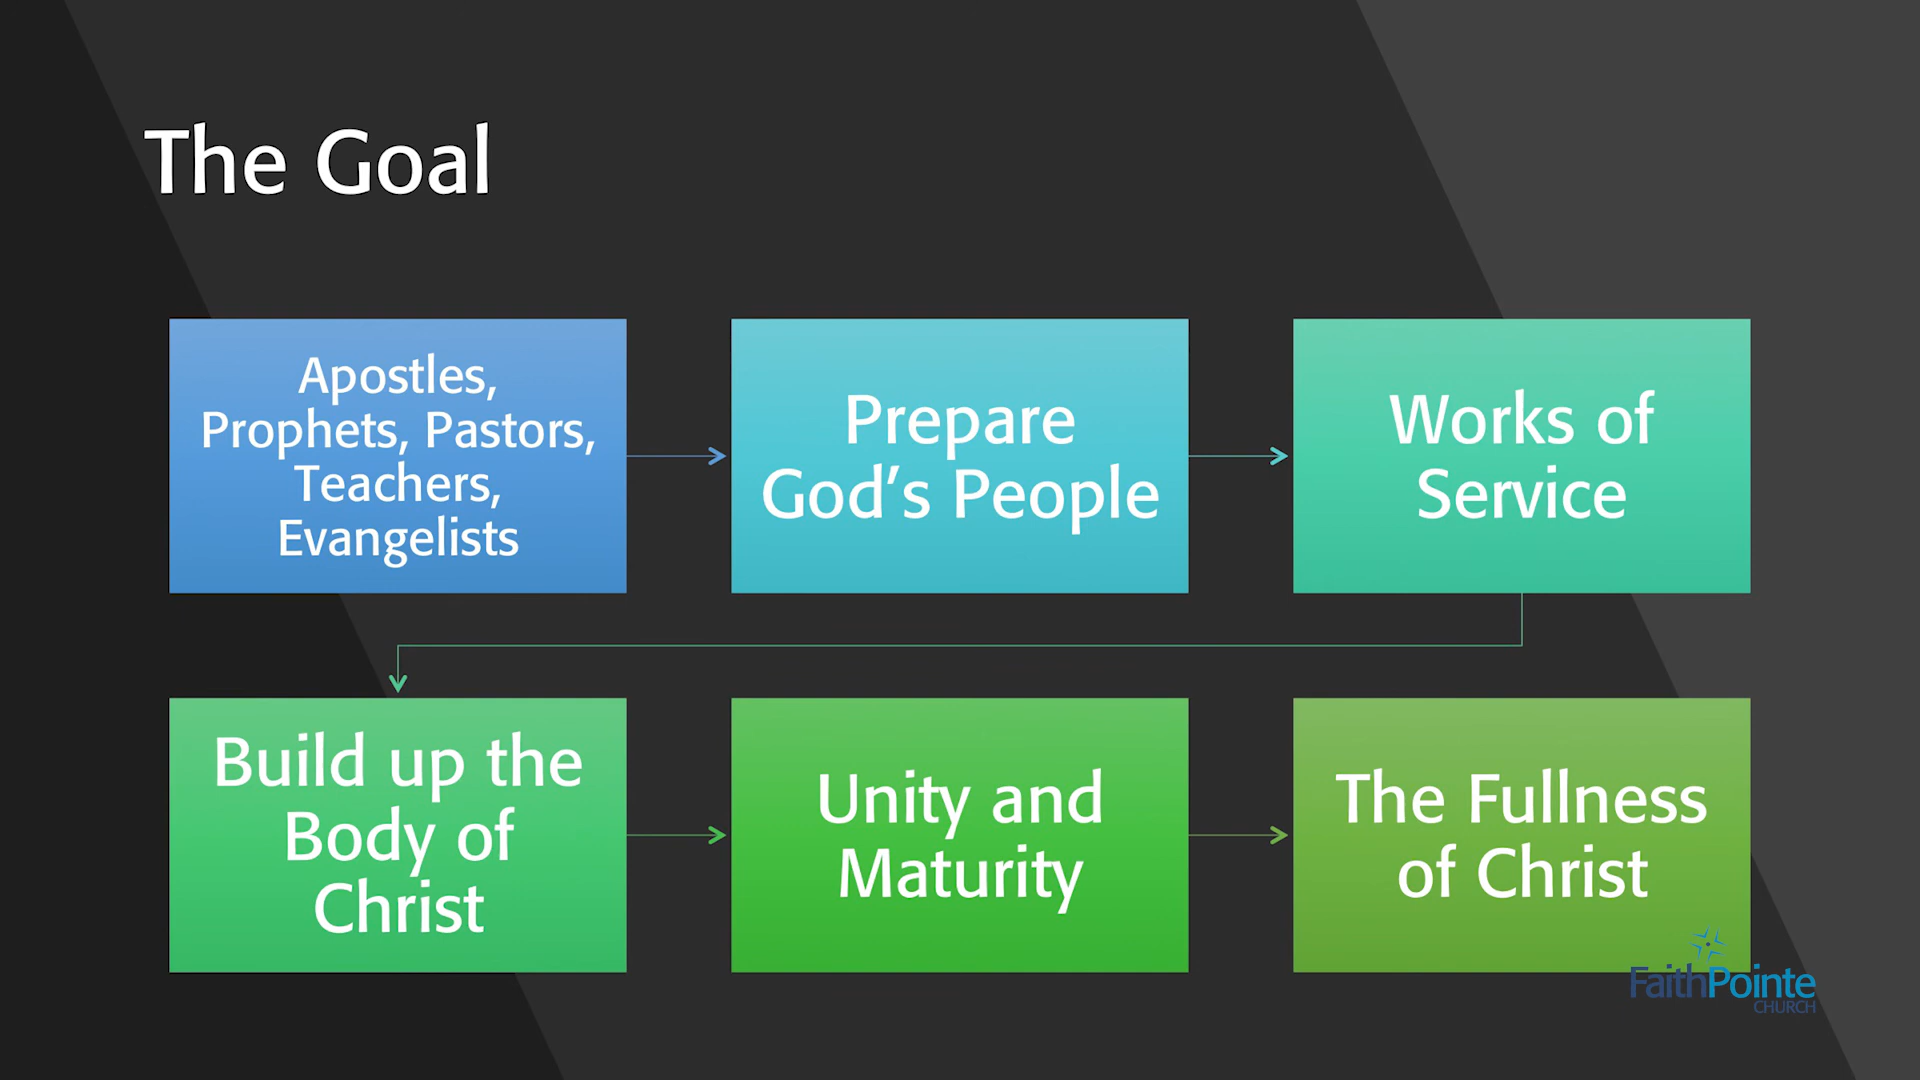 The Goal
Apostles,
Prophets, Pastors,
Teachers,
Evangelists
Prepare
God's People
Works of
Service
Build up the
Body of
Christ
Unity and
Maturity
The Fullness
of Christ
FaithPointe
CHURCH